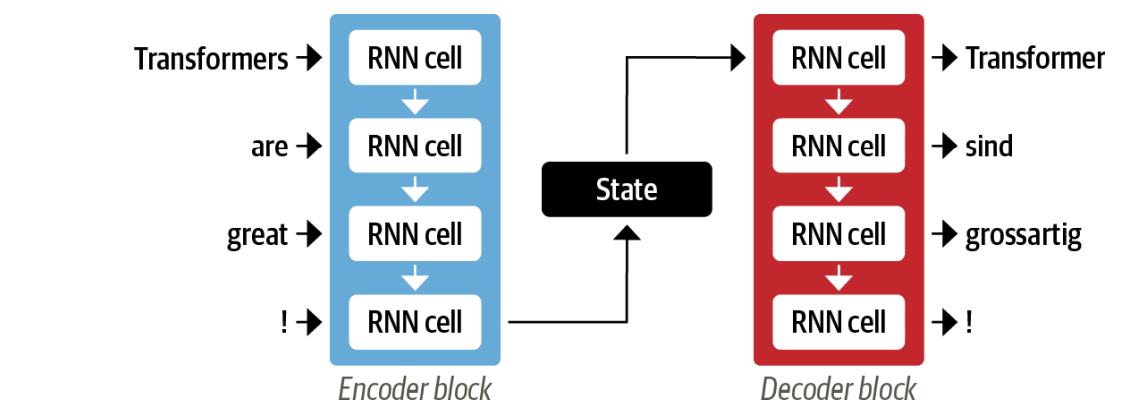 Transformers
RNN cell
RNN cell
Transformer
are
RNN cell
RNN cell
sind
State
great
RNN cell
RNN cell
grossartig
!
RNN cell
RNN cell
!
Encoder block
Decoder block